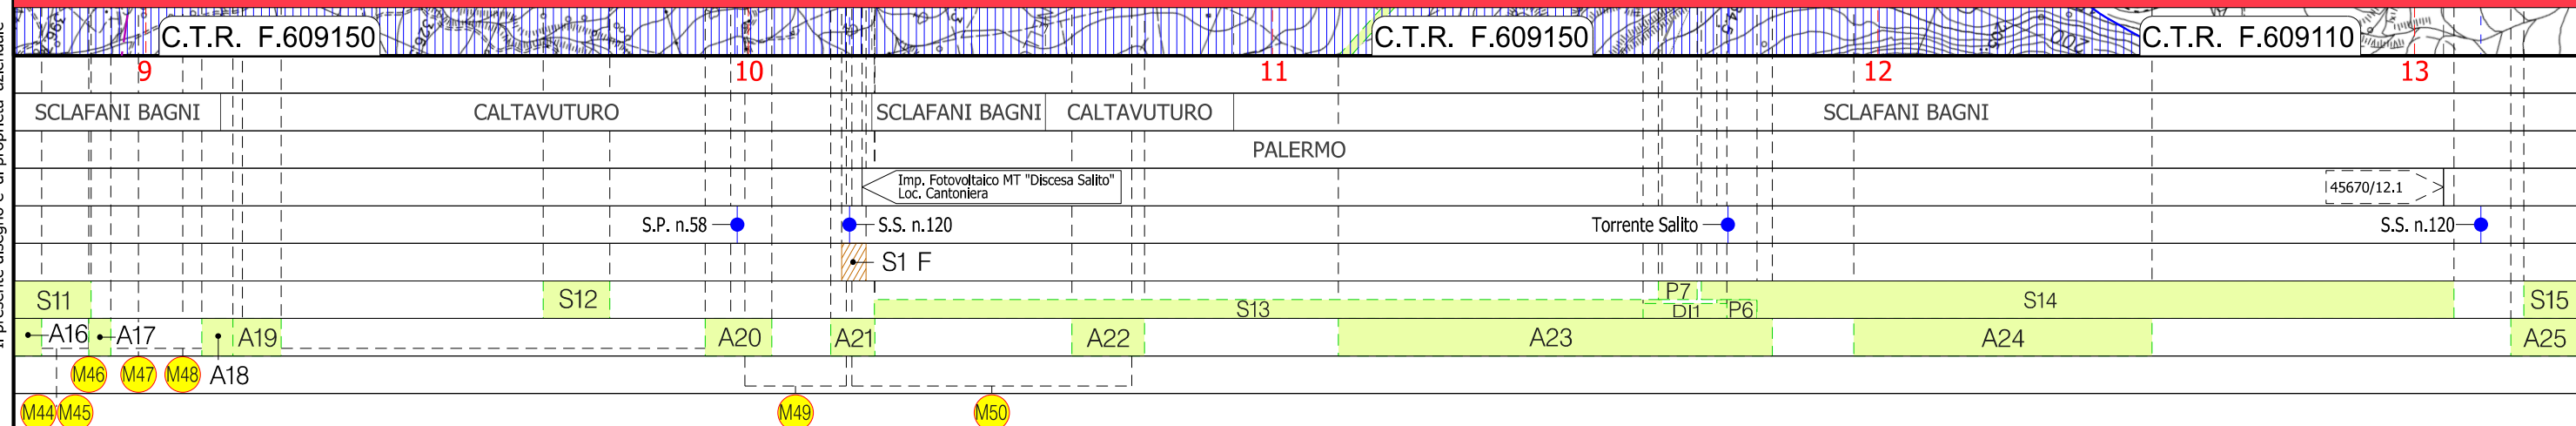 C.T.R. F.609150
C.T.R. F.609150
C.T.R. F.609110
9 10 11 12 13
SCLAFANI BAGNI CALTAVUTURO SCLAFANI BAGNI CALTAVUTURO SCLAFANI BAGNI
PALERMO
Imp. Fotovoltaico MT "Discesa Salito"
Loc. Cantoniera
45670/12.1
S.P. n.58 S.S. n.120 Torrente Salito S.S. n.120
S1 F
S11 S12 S13 P7 DI1 P6 S14 S15
A16 A17 A19 A20 A21 A22 A23 A24 A25
M46 M47 M48 A18
M44 M45 M49 M50